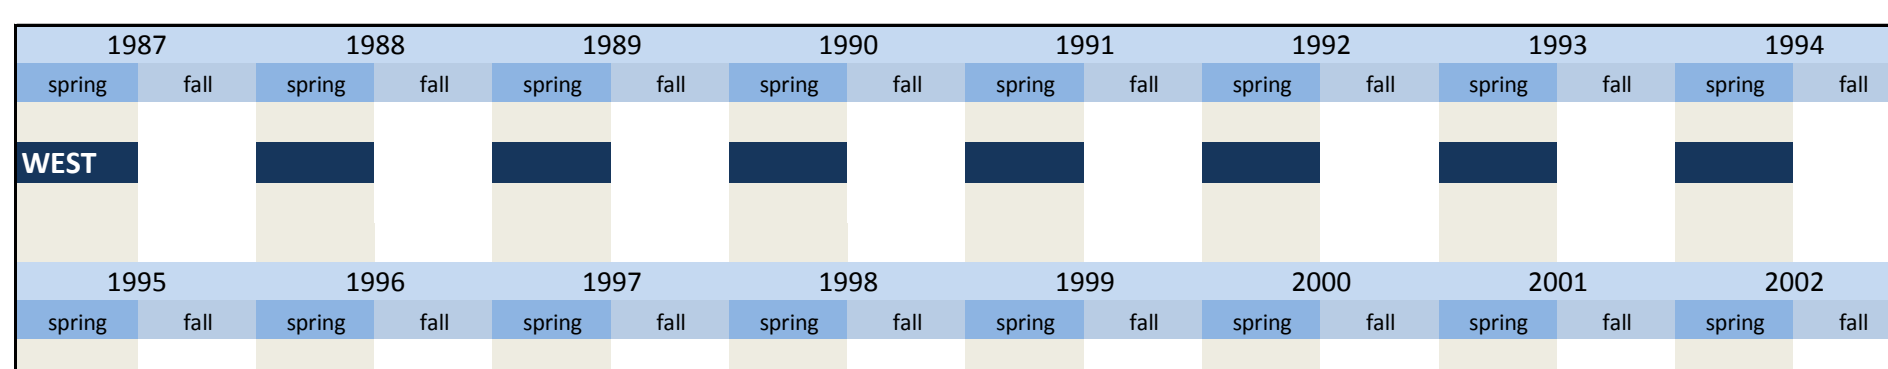 1987 1988 1989 1990 1991 1992 1993 1994
spring fall spring fall spring fall spring fall spring fall spring fall spring fall spring fall
WEST
1995 1996 1997 1998 1999 2000 2001 2002
spring fall spring fall spring fall spring fall spring fall spring fall spring fall spring fall